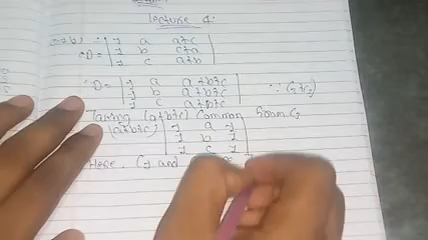 Lecture 4:
D = | 1 a a+c |
| 1 b c+a |
| 1 c a+b |
∴ D = | 1 a a+b+c |
| 1 b a+b+c |
| 1 c a+b+c |
Taking (a+b+c) common from C
(a+b+c) | 1 a 1 |
| 1 b 1 |
| 1 c 1 |
Here, C1 and